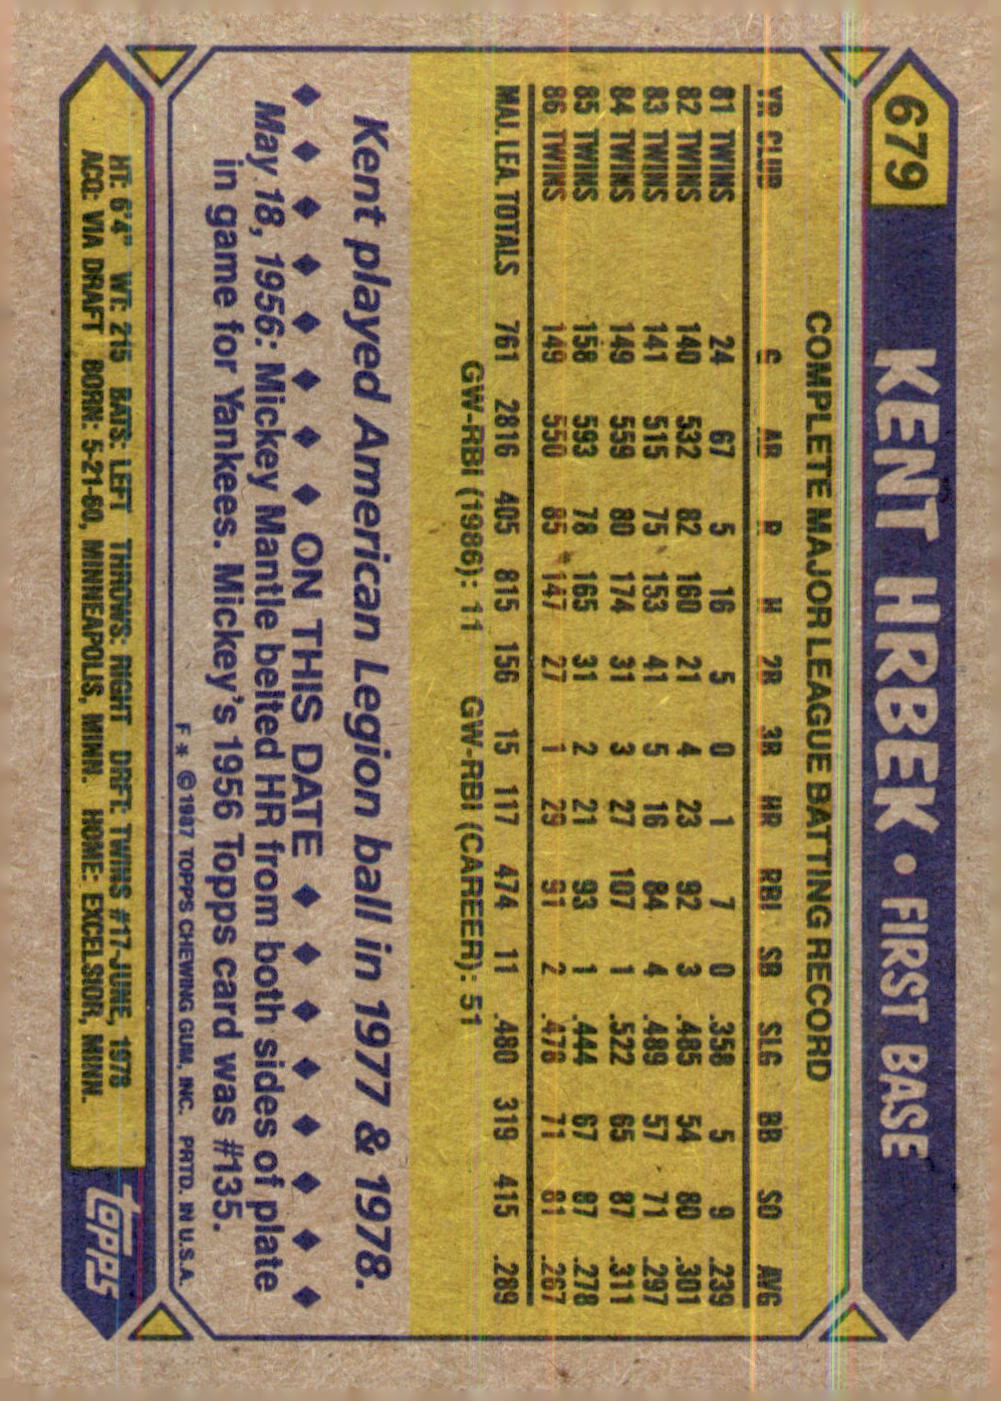 679 KENT HRBEK • FIRST BASE
COMPLETE MAJOR LEAGUE BATTING RECORD
YR CLUB G AB R H 2B 3B HR RBI SB SLG BB SO AVG
81 TWINS 24 67 5 16 5 0 1 7 0 .358 5 9 .239
82 TWINS 140 532 82 160 21 4 23 92 3 .485 54 80 .301
83 TWINS 141 515 75 153 41 5 16 84 4 .489 57 71 .297
84 TWINS 149 559 80 174 31 3 27 107 1 .522 65 87 .311
85 TWINS 158 593 78 165 31 2 21 93 1 .444 67 87 .278
86 TWINS 149 550 85 147 27 1 29 91 2 .478 71 81 .267
MAJ. LEA. TOTALS 761 2816 405 815 156 15 117 474 11 .480 319 415 .289
GW-RBI (1986): 11 GW-RBI (CAREER): 51
Kent played American Legion ball in 1977 & 1978.
◆ ◆ ◆ ◆ ◆ ◆ ◆ ◆ ON THIS DATE ◆ ◆ ◆ ◆ ◆ ◆ ◆ ◆
May 18, 1956: Mickey Mantle belted HR from both sides of plate
in game for Yankees. Mickey's 1956 Topps card was #135.
F * © 1987 TOPPS CHEWING GUM, INC. PRTD. IN U.S.A.
HT: 6'4" WT: 215 BATS: LEFT THROWS: RIGHT DRFT: TWINS #17-JUNE, 1978
ACQ: VIA DRAFT BORN: 5-21-60, MINNEAPOLIS, MINN. HOME: EXCELSIOR, MINN.
topps